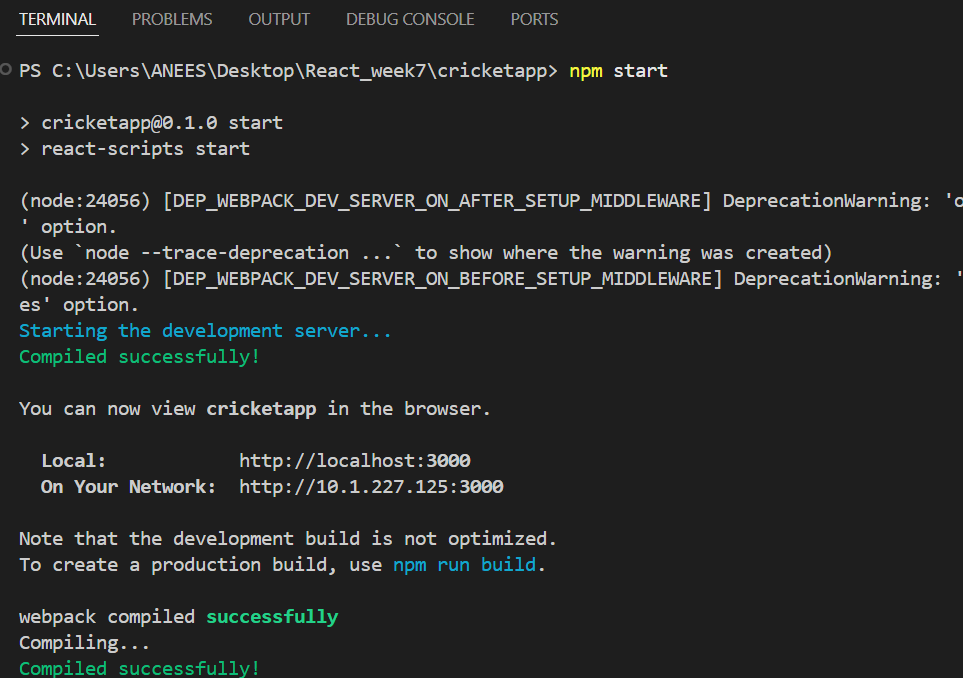 TERMINAL PROBLEMS OUTPUT DEBUG CONSOLE PORTS
PS C:\Users\ANEES\Desktop\React_week7\cricketapp> npm start
> cricketapp@0.1.0 start
> react-scripts start
(node:24056) [DEP_WEBPACK_DEV_SERVER_ON_AFTER_SETUP_MIDDLEWARE] DeprecationWarning: 'o
' option.
(Use `node --trace-deprecation ...` to show where the warning was created)
(node:24056) [DEP_WEBPACK_DEV_SERVER_ON_BEFORE_SETUP_MIDDLEWARE] DeprecationWarning: '
es' option.
Starting the development server...
Compiled successfully!
You can now view cricketapp in the browser.
Local: http://localhost:3000
On Your Network: http://10.1.227.125:3000
Note that the development build is not optimized.
To create a production build, use npm run build.
webpack compiled successfully
Compiling...
Compiled successfully!